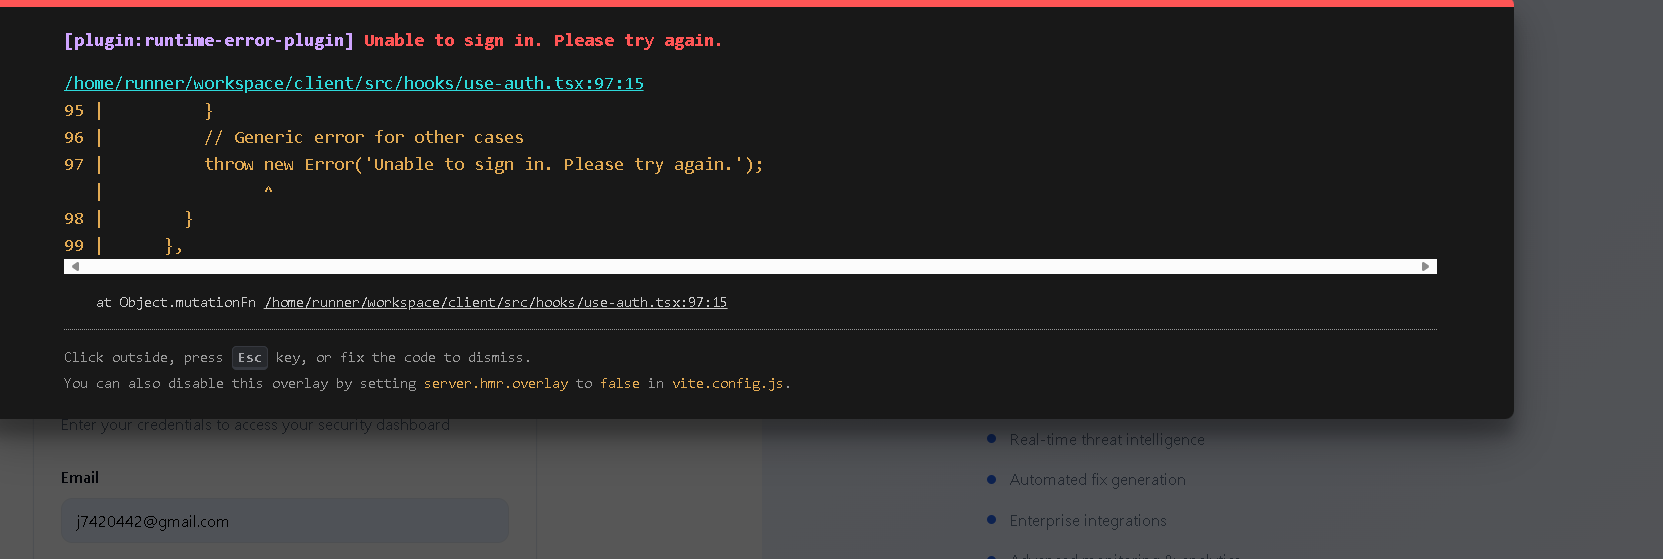 [plugin:runtime-error-plugin] Unable to sign in. Please try again.
/home/runner/workspace/client/src/hooks/use-auth.tsx:97:15
95 |          }
96 |          // Generic error for other cases
97 |          throw new Error('Unable to sign in. Please try again.');
   |                ^
98 |        }
99 |      },
at Object.mutationFn /home/runner/workspace/client/src/hooks/use-auth.tsx:97:15
Click outside, press Esc key, or fix the code to dismiss.
You can also disable this overlay by setting server.hmr.overlay to false in vite.config.js.
Enter your credentials to access your security dashboard
Email
j7420442@gmail.com
Real-time threat intelligence
Automated fix generation
Enterprise integrations
Advanced monitoring & analytics